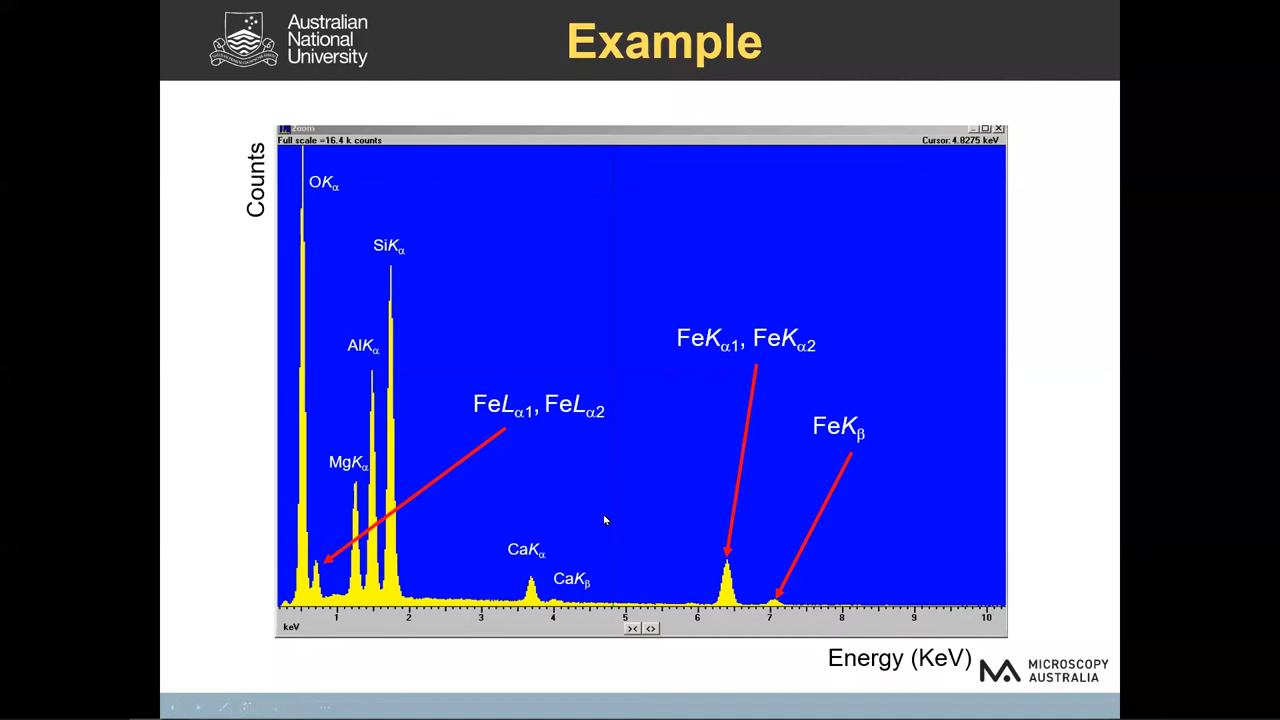 Australian
National
University
Example
Zoom
Full scale =16.4 k counts
Cursor: 4.8275 keV
Counts
OKα
SiKα
AlKα
FeKα1, FeKα2
FeLα1, FeLα2
FeKβ
MgKα
CaKα
CaKβ
1 2 3 4 5 6 7 8 9 10
keV
>< <>
Energy (KeV)
MICROSCOPY
AUSTRALIA